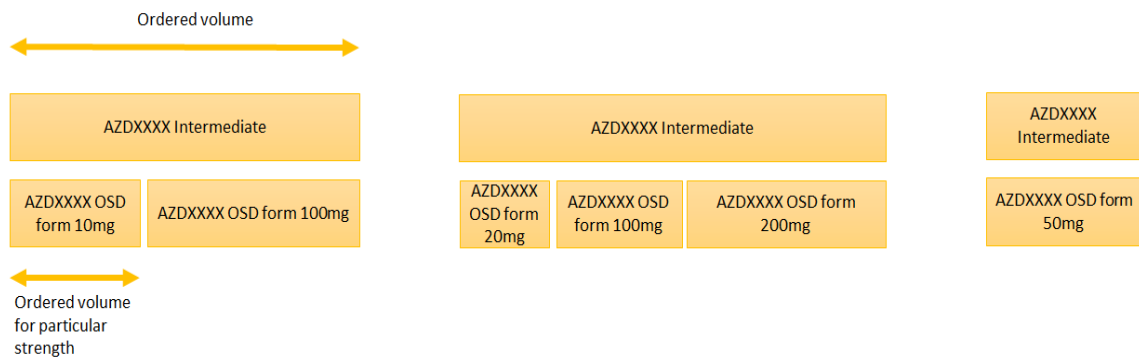 Ordered volume
AZDXXXX Intermediate
AZDXXXX Intermediate
AZDXXXX
Intermediate
AZDXXXX OSD
form 10mg
AZDXXXX OSD form 100mg
AZDXXXX
OSD form
20mg
AZDXXXX OSD
form 100mg
AZDXXXX OSD form
200mg
AZDXXXX OSD form
50mg
Ordered volume
for particular
strength